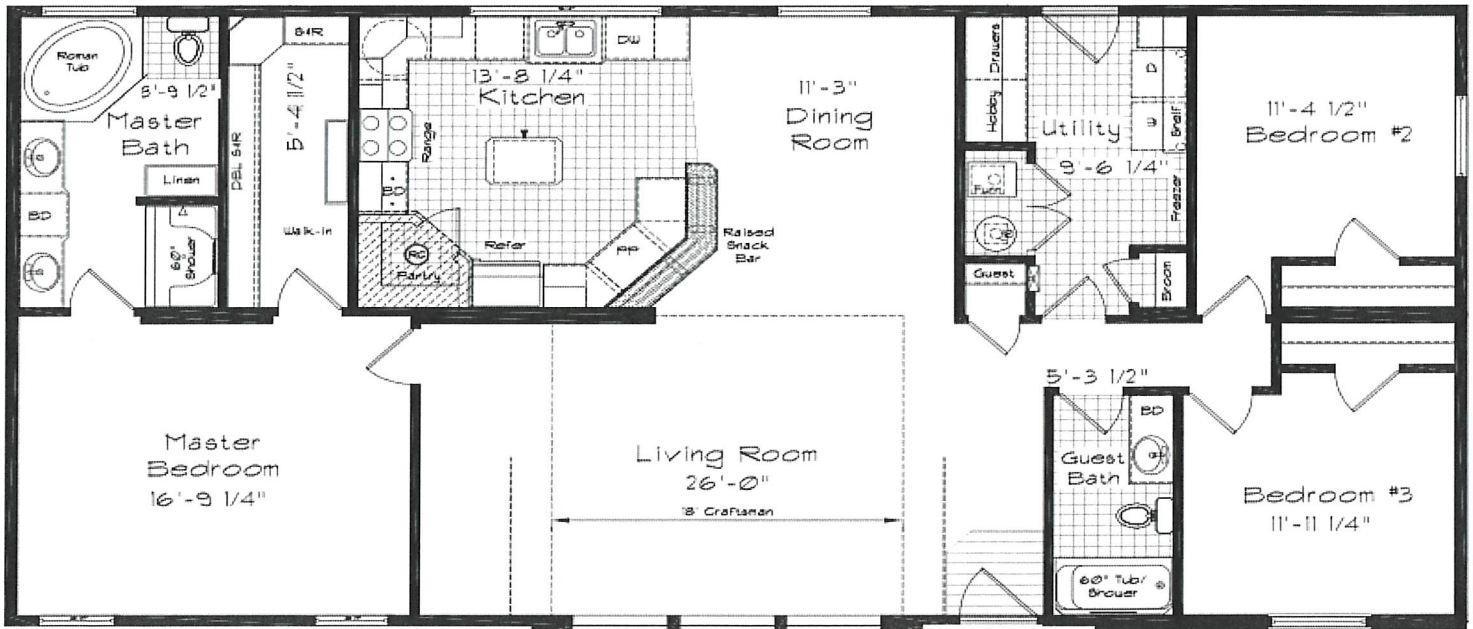 Roman
Tub
5'-9 1/2"
Master
Bath
Linen
BD
60"
Shower
S&R
5'-4 11/2"
DBL S&R
Walk-in
DW
13'-8 1/4"
Kitchen
Range
BD
RC
Pantry
Refer
PP
Raised
Snack
Bar
11'-3"
Dining
Room
Hobby Drawers
D
W
Shelf
Utility
9'-6 1/4"
Furn
Freezer
Guest
Broom
11'-4 1/2"
Bedroom #2
Master
Bedroom
16'-9 1/4"
Living Room
26'-0"
18' Craftsman
5'-3 1/2"
BD
Guest
Bath
60" Tub/
Shower
Bedroom #3
11'-11 1/4"